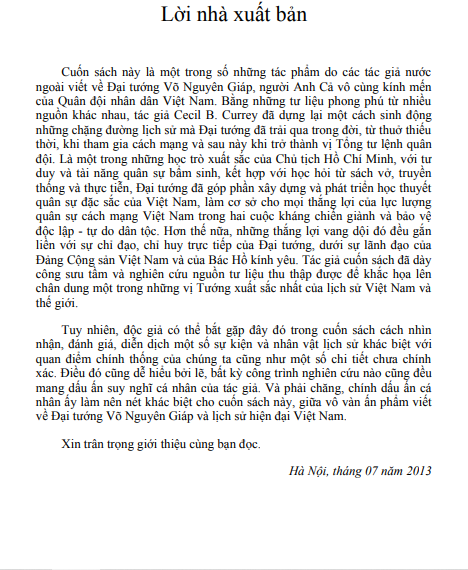 Lời nhà xuất bản
Cuốn sách này là một trong số những tác phẩm do các tác giả nước
ngoài viết về Đại tướng Võ Nguyên Giáp, người Anh Cả vô cùng kính mến
của Quân đội nhân dân Việt Nam. Bằng những tư liệu phong phú từ nhiều
nguồn khác nhau, tác giả Cecil B. Currey đã dựng lại một cách sinh động
những chặng đường lịch sử mà Đại tướng đã trải qua trong đời, từ thuở thiếu
thời, khi tham gia cách mạng và sau này khi trở thành vị Tổng tư lệnh quân
đội. Là một trong những học trò xuất sắc của Chủ tịch Hồ Chí Minh, với tư
duy và tài năng quân sự bẩm sinh, kết hợp với học hỏi từ sách vở, truyền
thống và thực tiễn, Đại tướng đã góp phần xây dựng và phát triển học thuyết
quân sự đặc sắc của Việt Nam, làm cơ sở cho mọi thắng lợi của lực lượng
quân sự cách mạng Việt Nam trong hai cuộc kháng chiến giành và bảo vệ
độc lập - tự do dân tộc. Hơn thế nữa, những thắng lợi vang dội đó đều gắn
liền với sự chỉ đạo, chỉ huy trực tiếp của Đại tướng, dưới sự lãnh đạo của
Đảng Cộng sản Việt Nam và của Bác Hồ kính yêu. Tác giả cuốn sách đã dày
công sưu tầm và nghiên cứu nguồn tư liệu thu thập được để khắc họa lên
chân dung một trong những vị Tướng xuất sắc nhất của lịch sử Việt Nam và
thế giới.
Tuy nhiên, độc giả có thể bắt gặp đây đó trong cuốn sách cách nhìn
nhận, đánh giá, diễn dịch một số sự kiện và nhân vật lịch sử khác biệt với
quan điểm chính thống của chúng ta cũng như một số chi tiết chưa chính
xác. Điều đó cũng dễ hiểu bởi lẽ, bất kỳ công trình nghiên cứu nào cũng đều
mang dấu ấn suy nghĩ cá nhân của tác giả. Và phải chăng, chính dấu ấn cá
nhân ấy làm nên nét khác biệt cho cuốn sách này, giữa vô vàn ấn phẩm viết
về Đại tướng Võ Nguyên Giáp và lịch sử hiện đại Việt Nam.
Xin trân trọng giới thiệu cùng bạn đọc.
Hà Nội, tháng 07 năm 2013